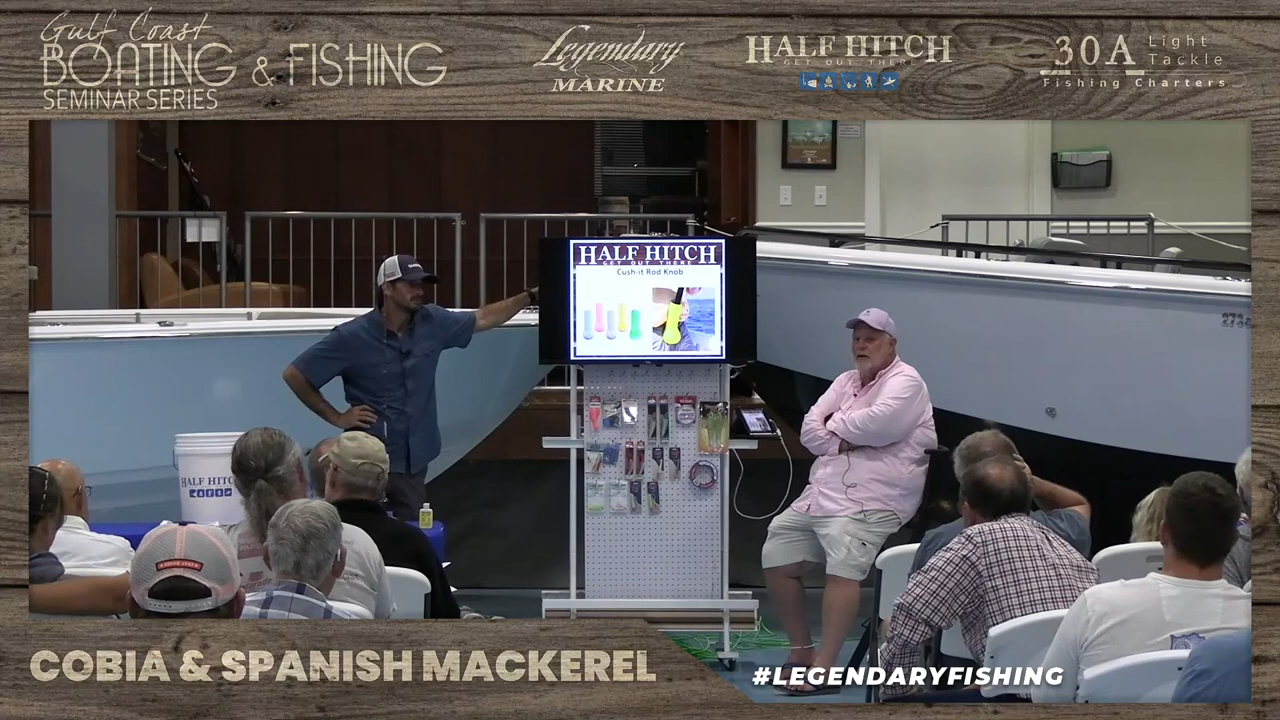 Gulf Coast
BOATING & FISHING
SEMINAR SERIES
Legendary
MARINE
HALF HITCH
GET OUT THERE
30A Light Tackle
Fishing Charters
HALF HITCH
GET OUT THERE
Cush-it Rod Knob
HALF HITC
COBIA & SPANISH MACKEREL
#LEGENDARYFISHING